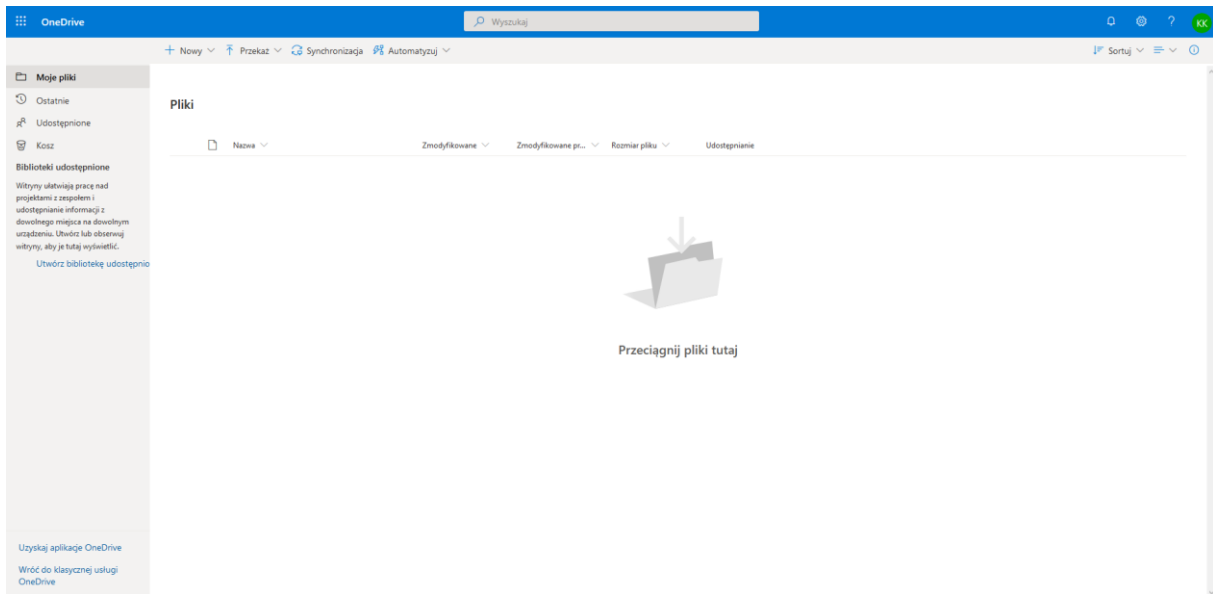 OneDrive
Wyszukaj
KK
Nowy
Przekaż
Synchronizacja
Automatyzuj
Sortuj
Moje pliki
Ostatnie
Udostępnione
Kosz
Biblioteki udostępnione
Witryny ułatwiają pracę nad
projektami z zespołem i
udostępnianie informacji z
dowolnego miejsca na dowolnym
urządzeniu. Utwórz lub obserwuj
witryny, aby je tutaj wyświetlić.
Utwórz bibliotekę udostępnio
Uzyskaj aplikacje OneDrive
Wróć do klasycznej usługi
OneDrive
Pliki
Nazwa
Zmodyfikowane
Zmodyfikowane pr...
Rozmiar pliku
Udostępnianie
Przeciągnij pliki tutaj